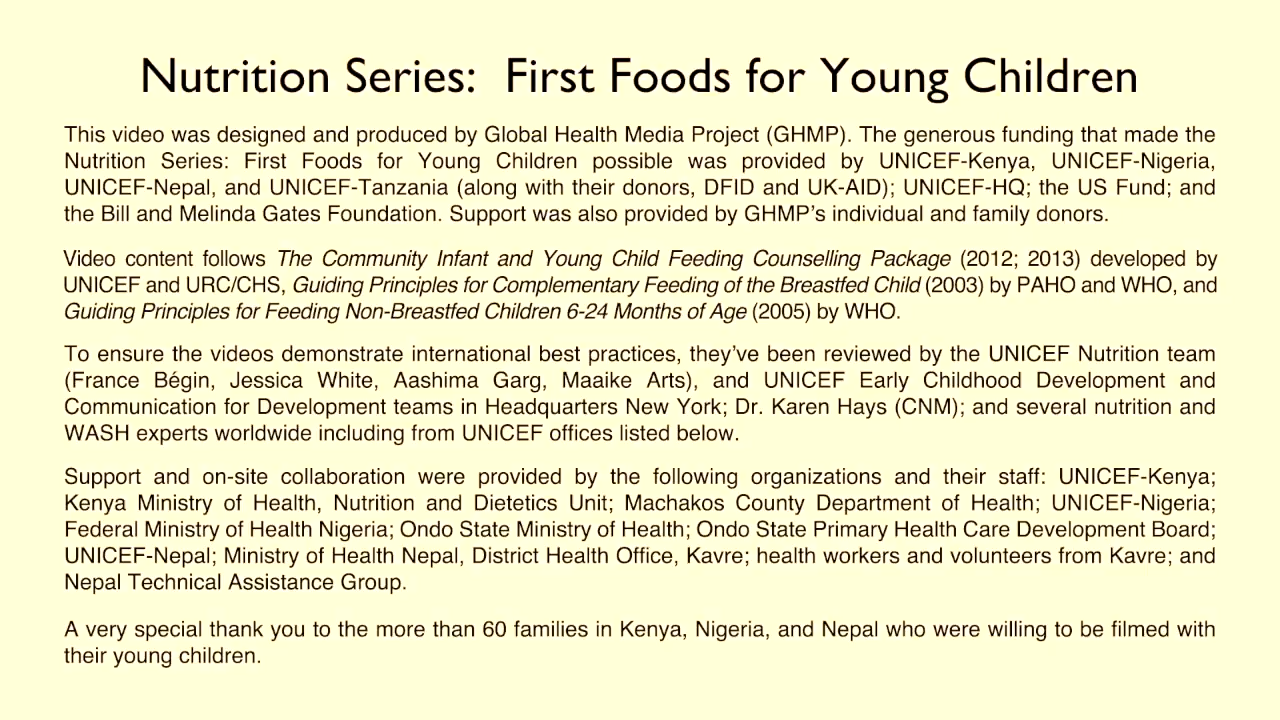 Nutrition Series:  First Foods for Young Children
This video was designed and produced by Global Health Media Project (GHMP). The generous funding that made the
Nutrition Series: First Foods for Young Children possible was provided by UNICEF-Kenya, UNICEF-Nigeria,
UNICEF-Nepal, and UNICEF-Tanzania (along with their donors, DFID and UK-AID); UNICEF-HQ; the US Fund; and
the Bill and Melinda Gates Foundation. Support was also provided by GHMP's individual and family donors.
Video content follows The Community Infant and Young Child Feeding Counselling Package (2012; 2013) developed by
UNICEF and URC/CHS, Guiding Principles for Complementary Feeding of the Breastfed Child (2003) by PAHO and WHO, and
Guiding Principles for Feeding Non-Breastfed Children 6-24 Months of Age (2005) by WHO.
To ensure the videos demonstrate international best practices, they've been reviewed by the UNICEF Nutrition team
(France Bégin, Jessica White, Aashima Garg, Maaike Arts), and UNICEF Early Childhood Development and
Communication for Development teams in Headquarters New York; Dr. Karen Hays (CNM); and several nutrition and
WASH experts worldwide including from UNICEF offices listed below.
Support and on-site collaboration were provided by the following organizations and their staff: UNICEF-Kenya;
Kenya Ministry of Health, Nutrition and Dietetics Unit; Machakos County Department of Health; UNICEF-Nigeria;
Federal Ministry of Health Nigeria; Ondo State Ministry of Health; Ondo State Primary Health Care Development Board;
UNICEF-Nepal; Ministry of Health Nepal, District Health Office, Kavre; health workers and volunteers from Kavre; and
Nepal Technical Assistance Group.
A very special thank you to the more than 60 families in Kenya, Nigeria, and Nepal who were willing to be filmed with
their young children.